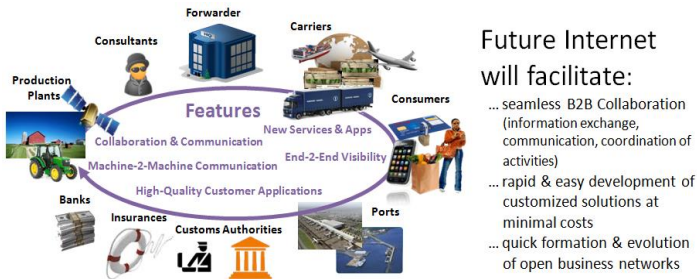 Forwarder
Consultants
Carriers
Production
Plants
Consumers
Features
New Services & Apps
Collaboration & Communication
End-2-End Visibility
Machine-2-Machine Communication
High-Quality Customer Applications
Banks
Insurances
Customs Authorities
Ports
Future Internet
will facilitate:
... seamless B2B Collaboration
(information exchange,
communication, coordination of
activities)
... rapid & easy development of
customized solutions at
minimal costs
... quick formation & evolution
of open business networks